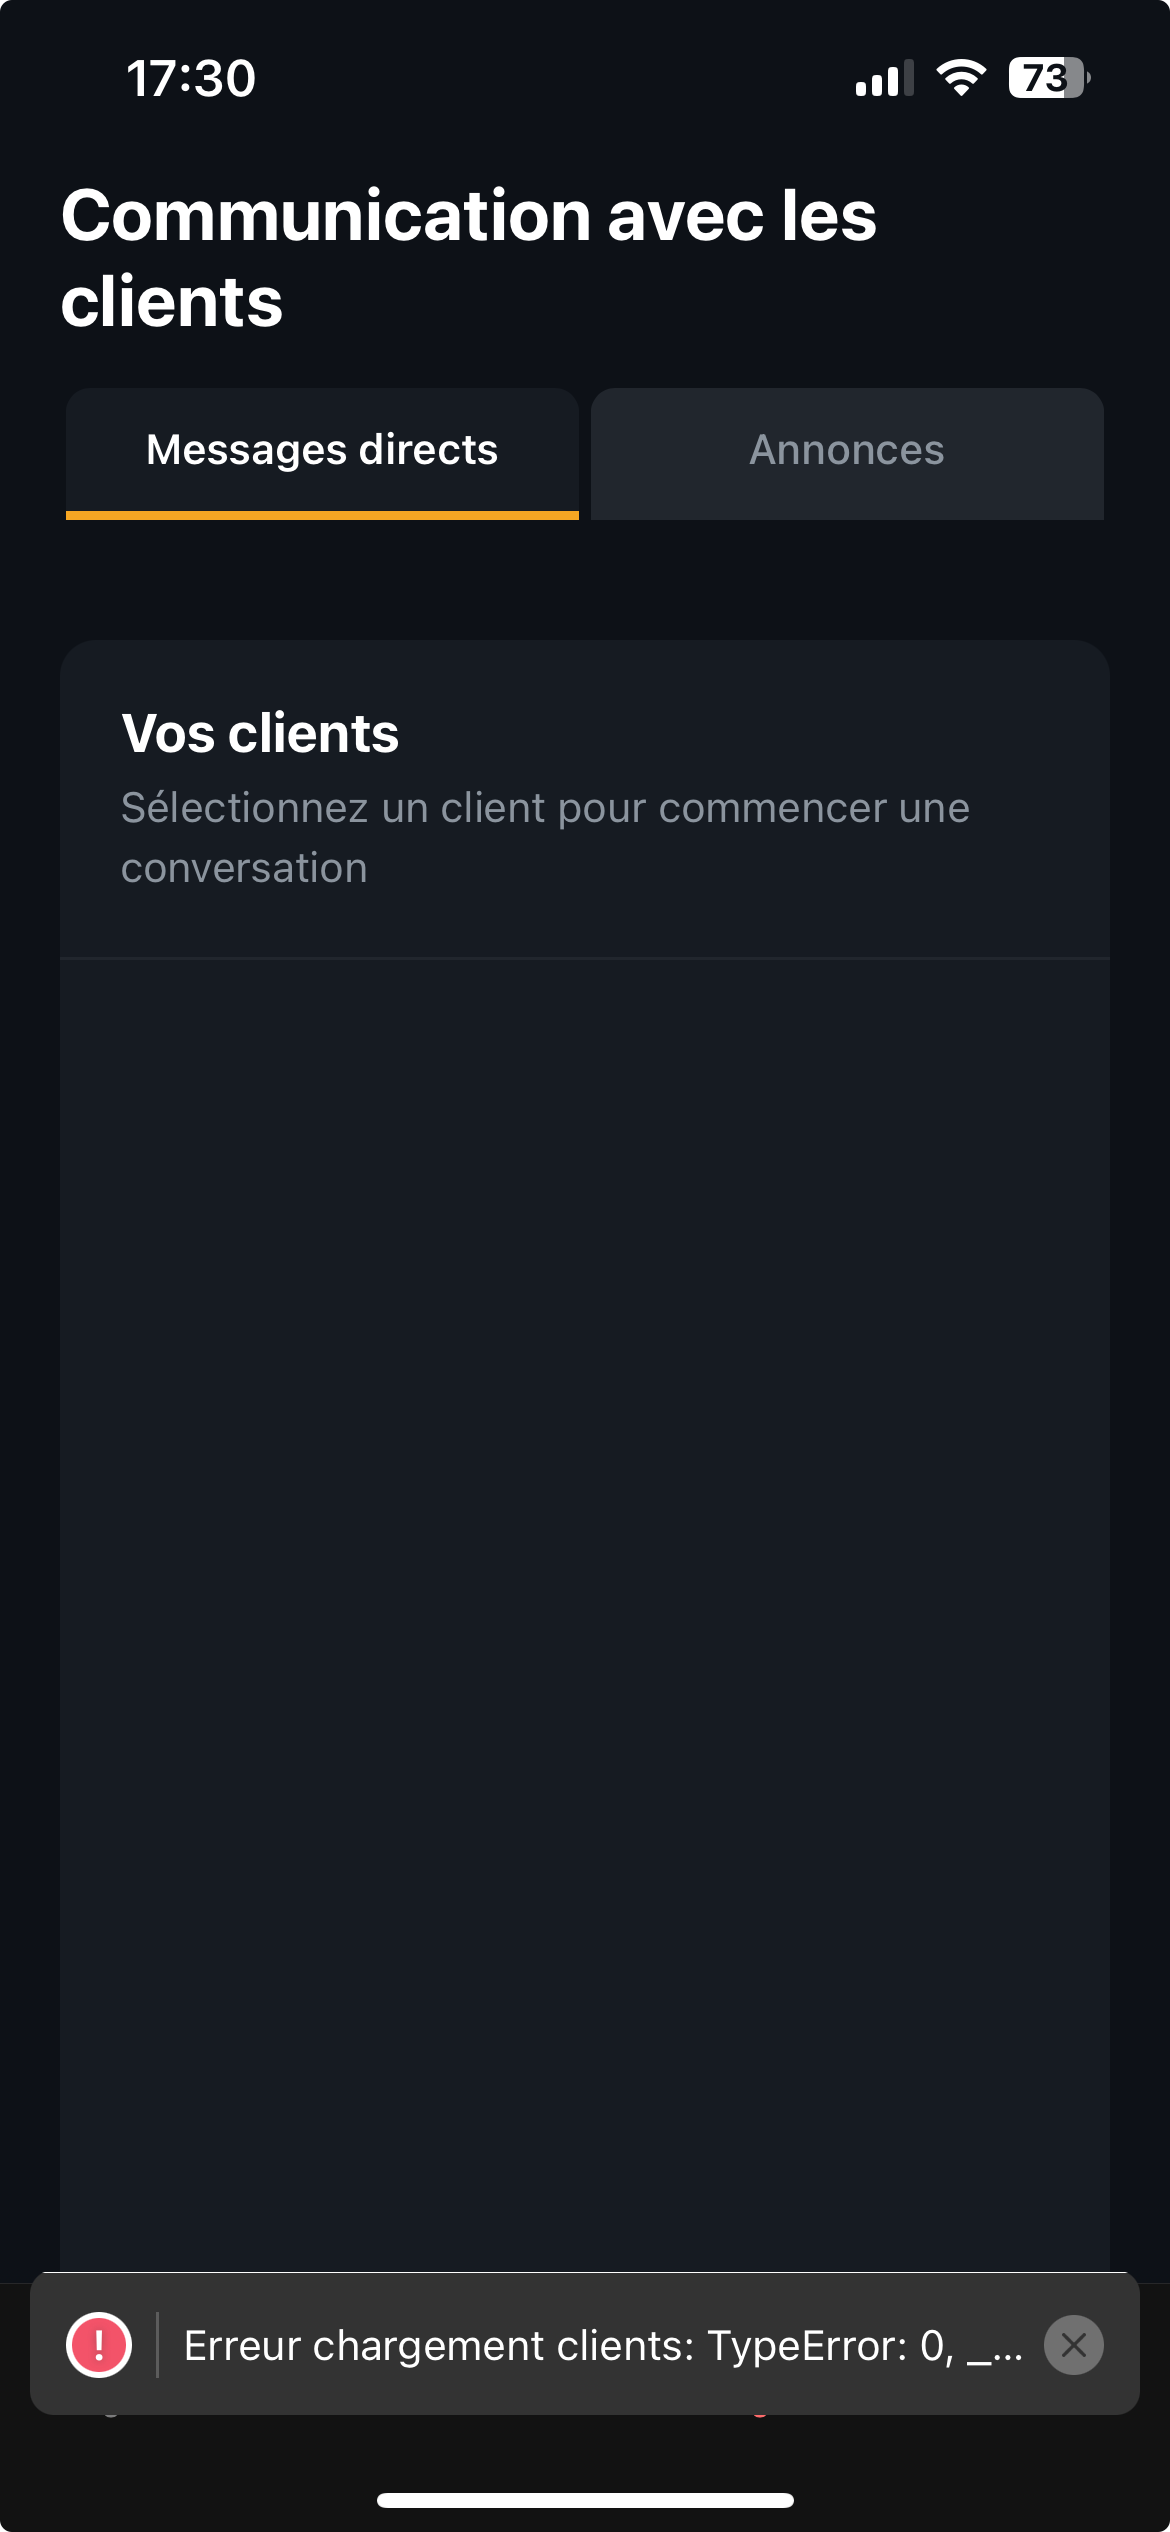 17:30
73
Communication avec les
clients
Messages directs
Annonces
Vos clients
Sélectionnez un client pour commencer une
conversation
Erreur chargement clients: TypeError: 0, _...